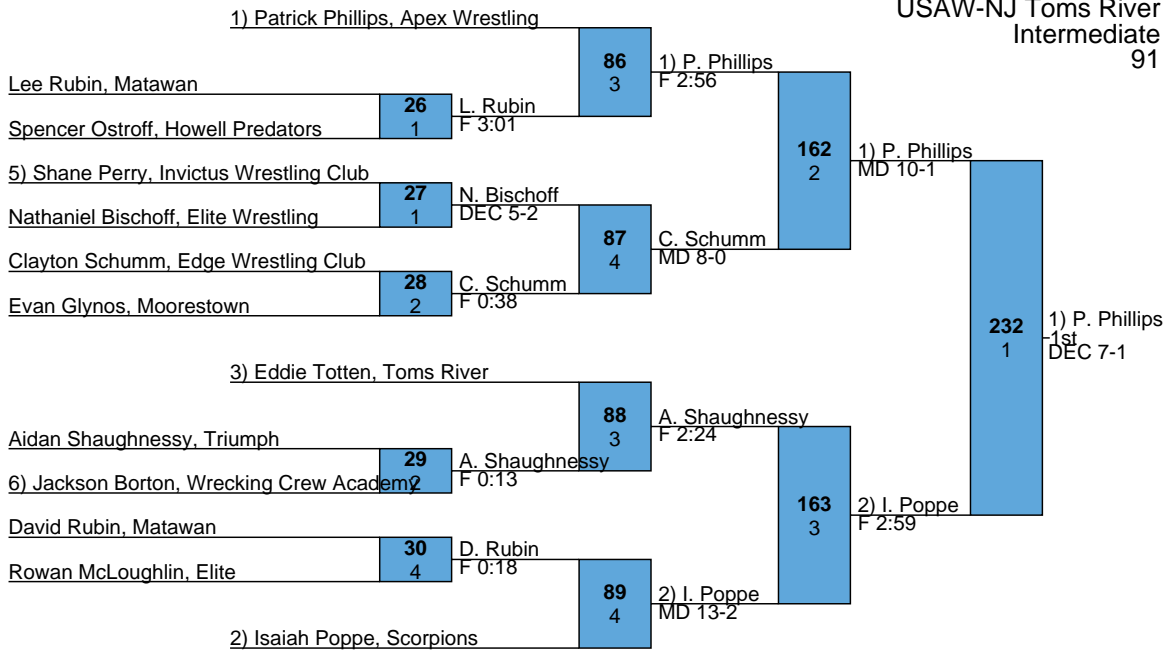 USAW-NJ Toms River
Intermediate
91
1) Patrick Phillips, Apex Wrestling
86
3
1) P. Phillips
F 2:56
Lee Rubin, Matawan
26
1
L. Rubin
F 3:01
Spencer Ostroff, Howell Predators
162
2
1) P. Phillips
MD 10-1
5) Shane Perry, Invictus Wrestling Club
27
1
N. Bischoff
DEC 5-2
Nathaniel Bischoff, Elite Wrestling
87
4
C. Schumm
MD 8-0
Clayton Schumm, Edge Wrestling Club
28
2
C. Schumm
F 0:38
Evan Glynos, Moorestown
232
1
1) P. Phillips
1st
DEC 7-1
3) Eddie Totten, Toms River
88
3
A. Shaughnessy
F 2:24
Aidan Shaughnessy, Triumph
29
2
A. Shaughnessy
F 0:13
6) Jackson Borton, Wrecking Crew Academy
163
3
2) I. Poppe
F 2:59
David Rubin, Matawan
30
4
D. Rubin
F 0:18
Rowan McLoughlin, Elite
89
4
2) I. Poppe
MD 13-2
2) Isaiah Poppe, Scorpions